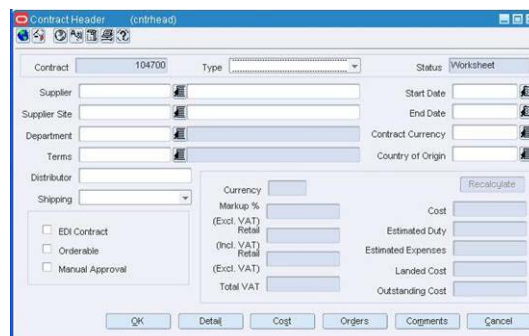 Contract Header (cntrhead)
Contract 104700 Type Status Worksheet
Supplier Start Date
Supplier Site End Date
Department Contract Currency
Terms Country of Origin
Distributor
Shipping
Recalculate
Currency
Markup % Cost
(Excl. VAT)
Retail Estimated Duty
(Incl. VAT)
Retail Estimated Expenses
(Excl. VAT) Landed Cost
Total VAT Outstanding Cost
EDI Contract
Orderable
Manual Approval
OK Detail Cost Orders Comments Cancel